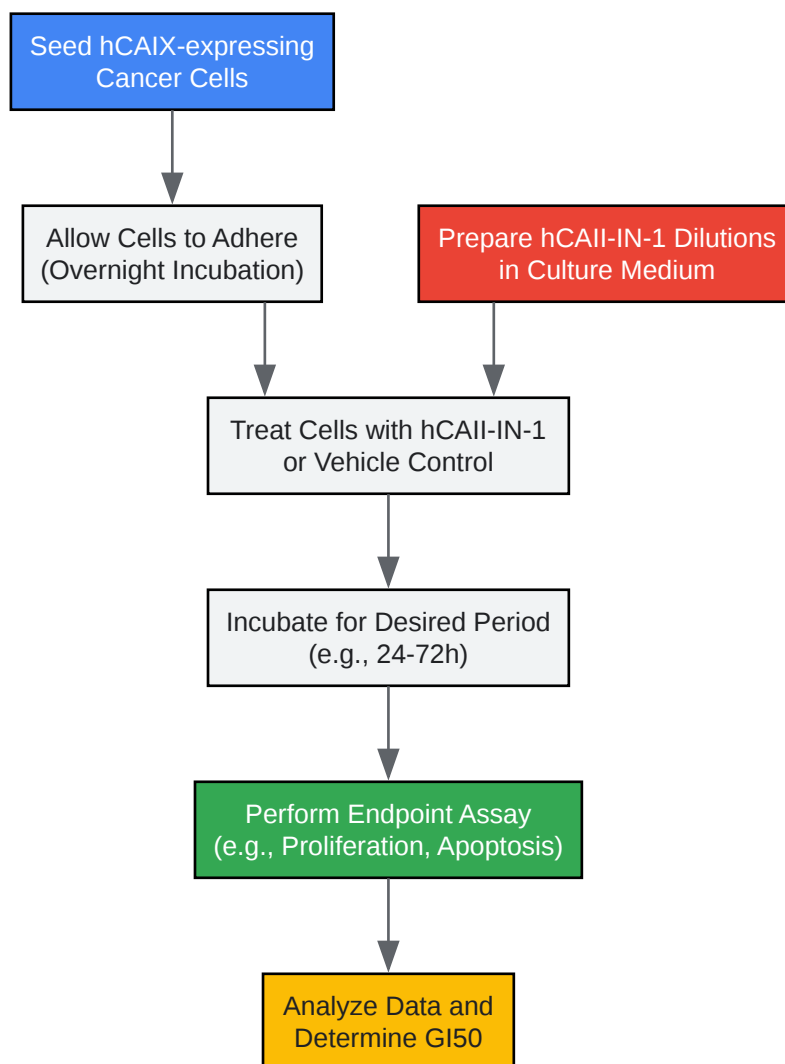 Seed hCAIX-expressing
Cancer Cells
Allow Cells to Adhere
(Overnight Incubation)
Prepare hCAII-IN-1 Dilutions
in Culture Medium
Treat Cells with hCAII-IN-1
or Vehicle Control
Incubate for Desired Period
(e.g., 24-72h)
Perform Endpoint Assay
(e.g., Proliferation, Apoptosis)
Analyze Data and
Determine GI50